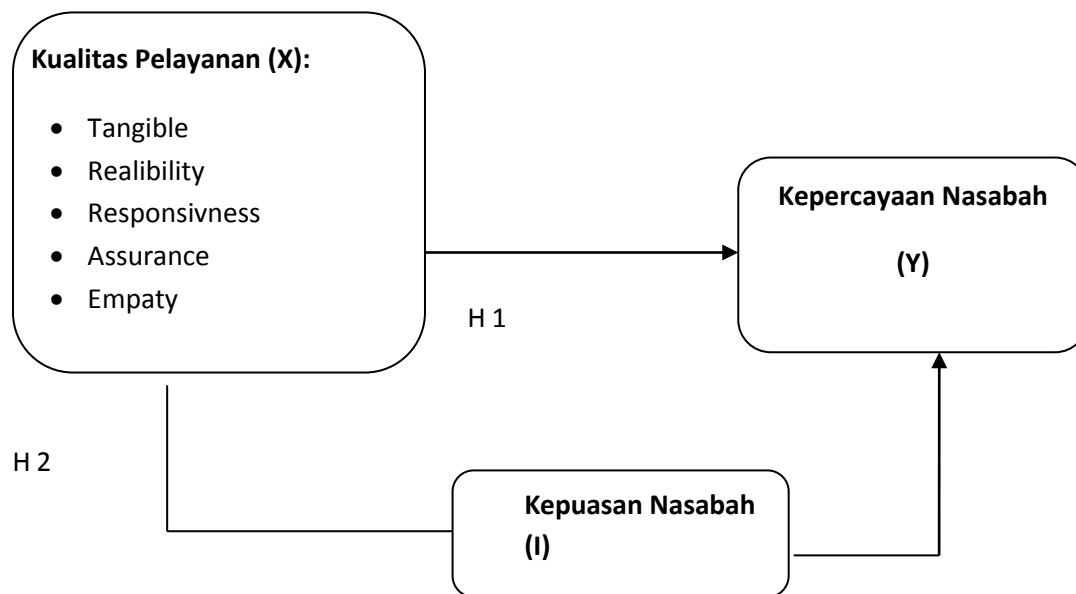 Kualitas Pelayanan (X):
• Tangible
• Realibility
• Responsivness
• Assurance
• Empaty
Kepercayaan Nasabah
(Y)
H 1
H 2
Kepuasan Nasabah
(I)